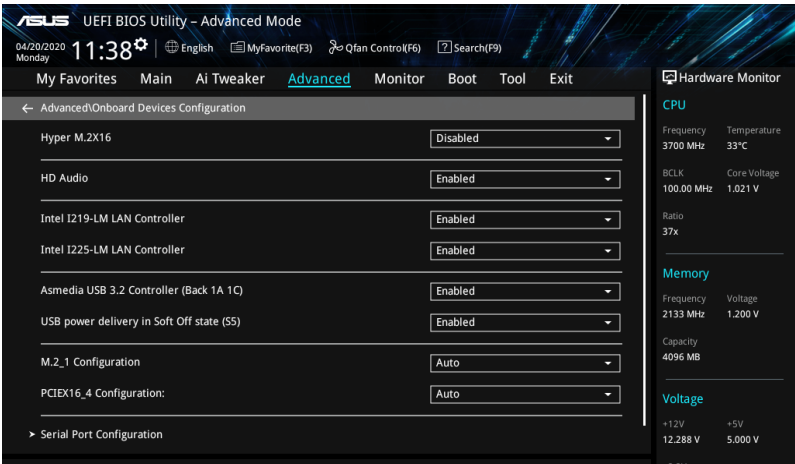 ASUS UEFI BIOS Utility – Advanced Mode
04/20/2020 Monday 11:38 English MyFavorite(F3) Qfan Control(F6) ? Search(F9)
My Favorites Main Ai Tweaker Advanced Monitor Boot Tool Exit
← Advanced\Onboard Devices Configuration
Hyper M.2X16 Disabled
HD Audio Enabled
Intel I219-LM LAN Controller Enabled
Intel I225-LM LAN Controller Enabled
Asmedia USB 3.2 Controller (Back 1A 1C) Enabled
USB power delivery in Soft Off state (S5) Enabled
M.2_1 Configuration Auto
PCIEX16_4 Configuration: Auto
> Serial Port Configuration
Hardware Monitor
CPU
Frequency Temperature
3700 MHz 33°C
BCLK Core Voltage
100.00 MHz 1.021 V
Ratio
37x
Memory
Frequency Voltage
2133 MHz 1.200 V
Capacity
4096 MB
Voltage
+12V +5V
12.288 V 5.000 V